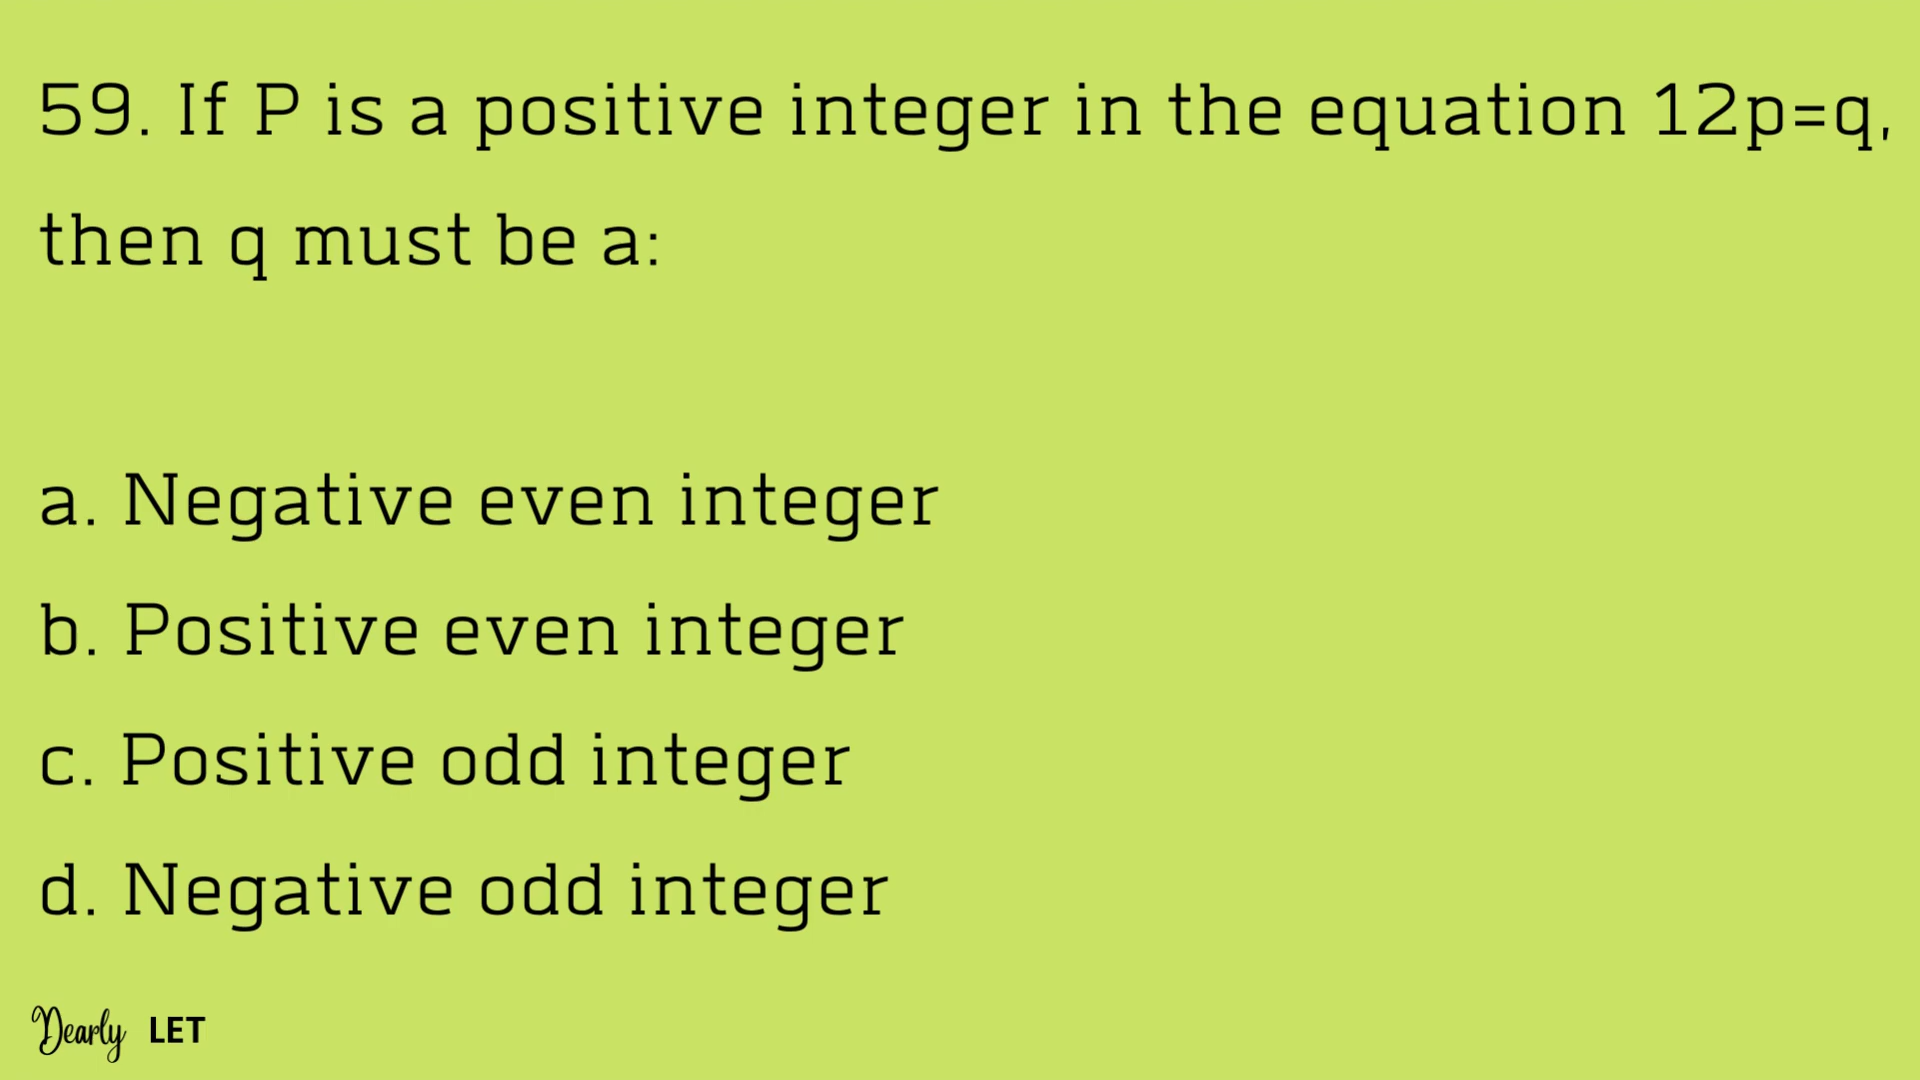 59. If P is a positive integer in the equation 12p=q,
then q must be a:
a. Negative even integer
b. Positive even integer
c. Positive odd integer
d. Negative odd integer
Dearly LET